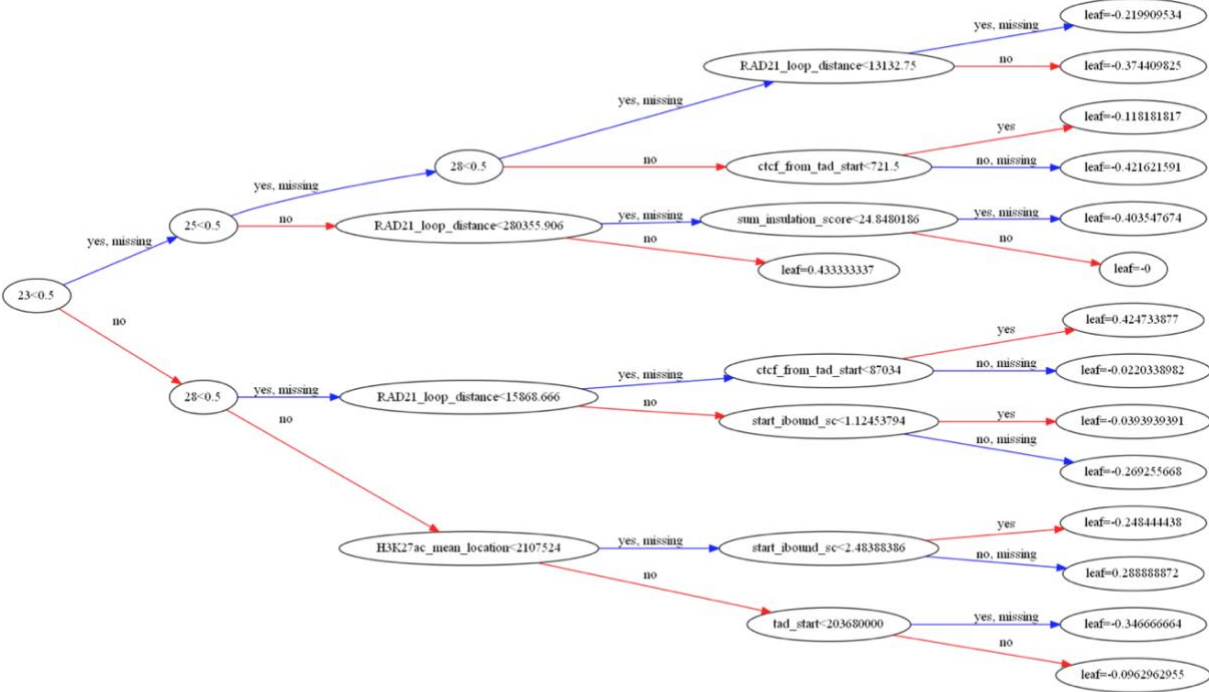 yes, missing
leaf=-0.219909534
RAD21_loop_distance<13132.75
no
leaf=-0.374409825
yes, missing
yes
leaf=-0.118181817
28<0.5
no
ctcf_from_tad_start<721.5
no, missing
leaf=-0.421621591
yes, missing
25<0.5
no
RAD21_loop_distance<280355.906
yes, missing
sum_insulation_score<24.8480186
yes, missing
leaf=-0.403547674
yes, missing
no
no
leaf=0.433333337
leaf=-0
23<0.5
no
yes
leaf=0.424733877
yes, missing
ctcf_from_tad_start<87034
no, missing
leaf=-0.0220338982
28<0.5
yes, missing
RAD21_loop_distance<15868.666
no
no
start_ibound_sc<1.12453794
yes
leaf=-0.0393939391
no, missing
leaf=-0.269255668
yes
leaf=-0.248444438
H3K27ac_mean_location<2107524
yes, missing
start_ibound_sc<2.48388386
no, missing
leaf=0.288888872
no
tad_start<203680000
yes, missing
leaf=-0.346666664
no
leaf=-0.0962962955